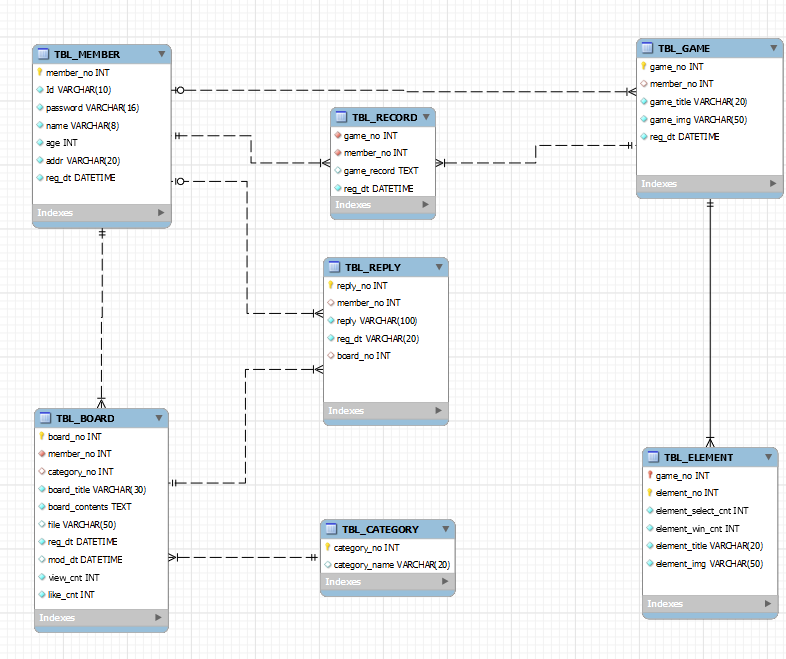 TBL_MEMBER
member_no INT
Id VARCHAR(10)
password VARCHAR(16)
name VARCHAR(8)
age INT
addr VARCHAR(20)
reg_dt DATETIME
Indexes
TBL_GAME
game_no INT
member_no INT
game_title VARCHAR(20)
game_img VARCHAR(50)
reg_dt DATETIME
Indexes
TBL_RECORD
game_no INT
member_no INT
game_record TEXT
reg_dt DATETIME
Indexes
TBL_REPLY
reply_no INT
member_no INT
reply VARCHAR(100)
reg_dt VARCHAR(20)
board_no INT
Indexes
TBL_BOARD
board_no INT
member_no INT
category_no INT
board_title VARCHAR(30)
board_contents TEXT
file VARCHAR(50)
reg_dt DATETIME
mod_dt DATETIME
view_cnt INT
like_cnt INT
Indexes
TBL_CATEGORY
category_no INT
category_name VARCHAR(20)
Indexes
TBL_ELEMENT
game_no INT
element_no INT
element_select_cnt INT
element_win_cnt INT
element_title VARCHAR(20)
element_img VARCHAR(50)
Indexes